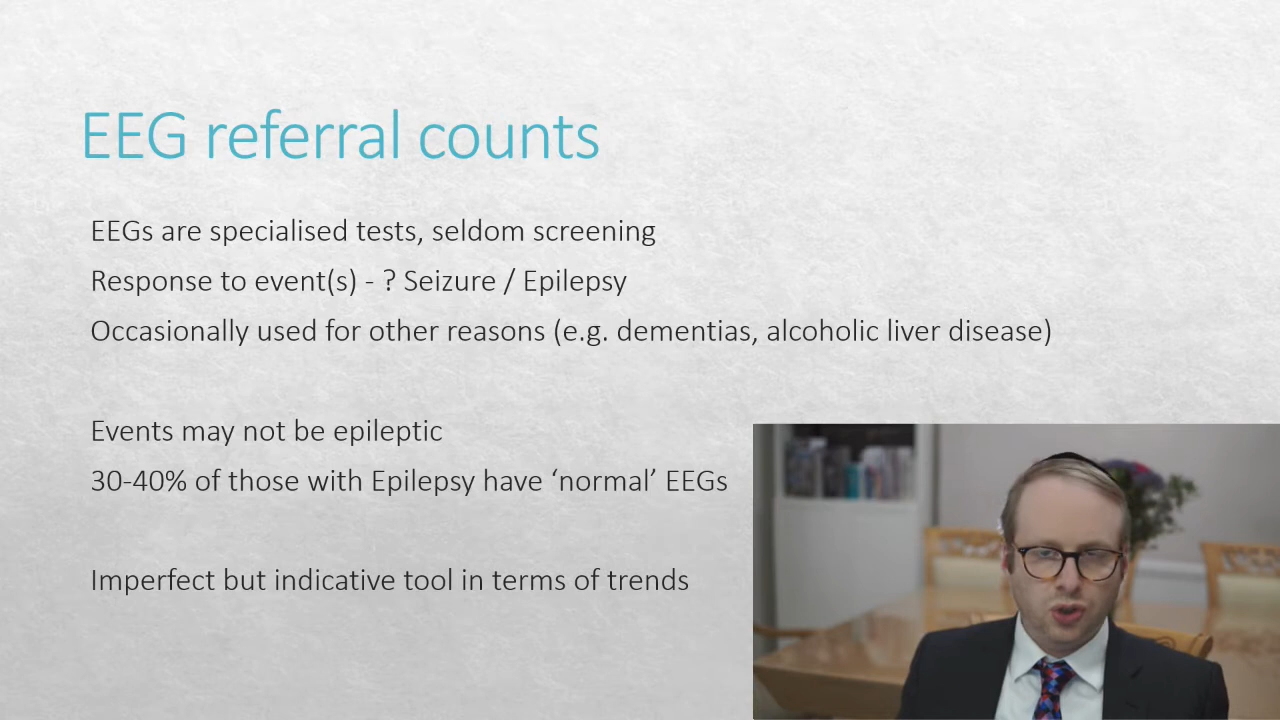 EEG referral counts
EEGs are specialised tests, seldom screening
Response to event(s) - ? Seizure / Epilepsy
Occasionally used for other reasons (e.g. dementias, alcoholic liver disease)
Events may not be epileptic
30-40% of those with Epilepsy have ‘normal’ EEGs
Imperfect but indicative tool in terms of trends